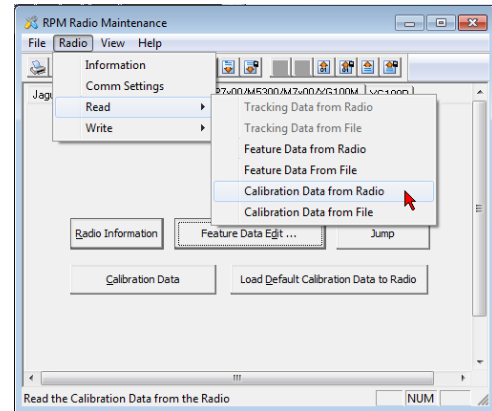 RPM Radio Maintenance
File Radio View Help
Information
Comm Settings
Read
Write
Tracking Data from Radio
Tracking Data from File
Feature Data from Radio
Feature Data From File
Calibration Data from Radio
Calibration Data from File
Radio Information
Feature Data Edit ...
Jump
Calibration Data
Load Default Calibration Data to Radio
Read the Calibration Data from the Radio
NUM